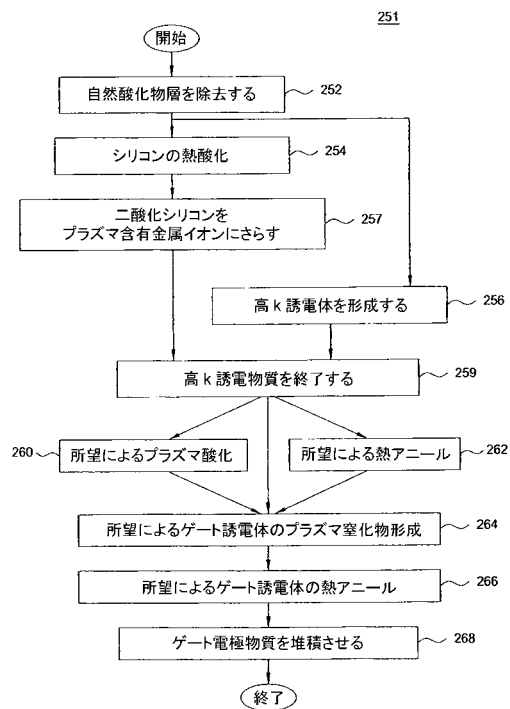 251
開始
自然酸化物層を除去する
252
シリコンの熱酸化
254
二酸化シリコンを
プラズマ含有金属イオンにさらす
257
高k誘電体を形成する
256
高k誘電物質を終了する
259
260
所望によるプラズマ酸化
所望による熱アニール
262
所望によるゲート誘電体のプラズマ窒化物形成
264
所望によるゲート誘電体の熱アニール
266
ゲート電極物質を堆積させる
268
終了